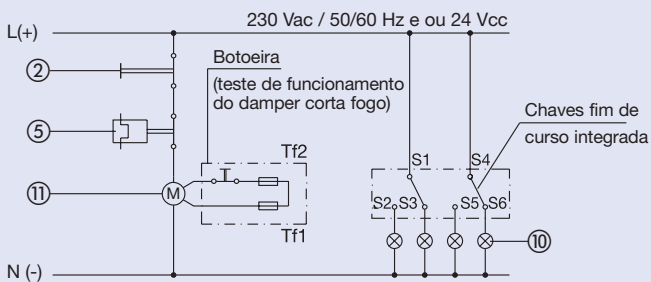 230 Vac / 50/60 Hz e ou 24 Vcc
L(+)
Botoeira
(teste de funcionamento
do damper corta fogo)
②
Chaves fim de
curso integrada
⑤
Tf2
S1
S4
⑪
M
S2
S3
S5
S6
Tf1
⑩
N (-)